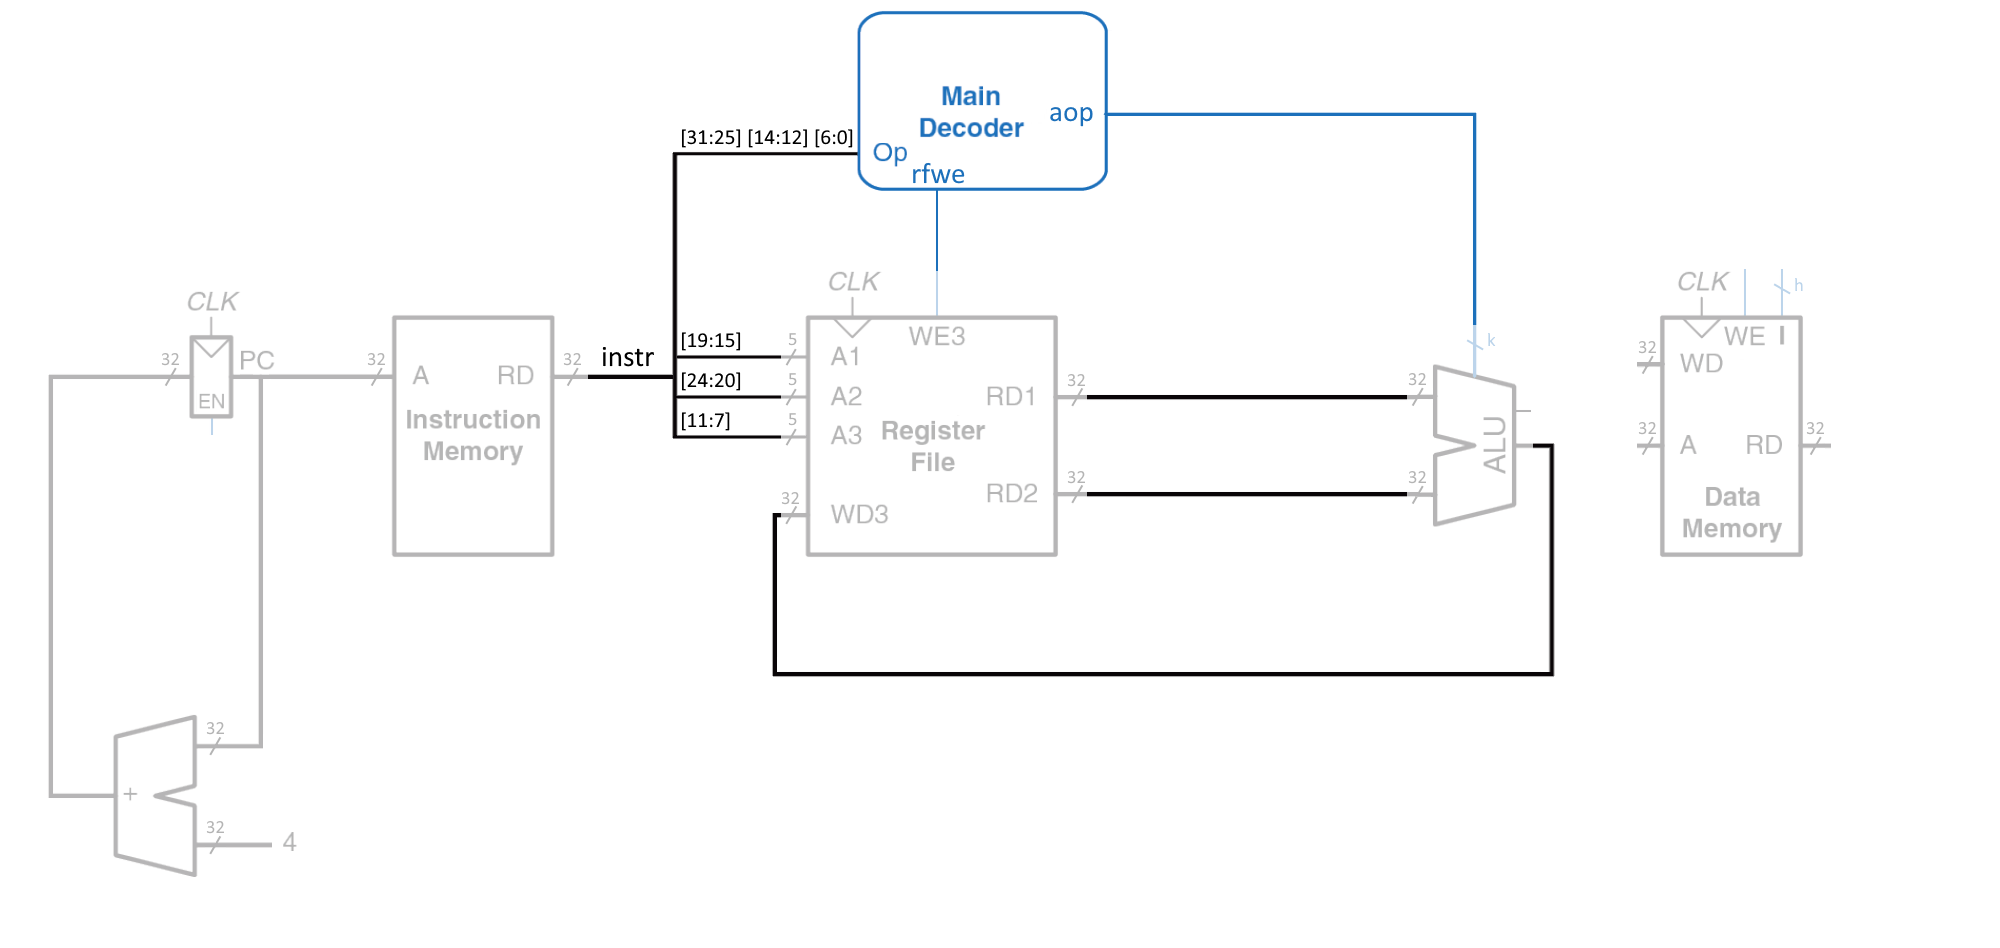 Main
Decoder
aop
[31:25] [14:12] [6:0]
Op
rfwe
CLK
CLK
CLK
h
PC
EN
32
32
A
RD
32
Instruction
Memory
instr
[19:15]
[24:20]
[11:7]
5
5
5
32
WE3
A1
A2
A3
WD3
RD1
RD2
Register
File
32
32
32
32
k
ALU
32
32
WE
I
WD
A
RD
32
Data
Memory
32
+
32
4